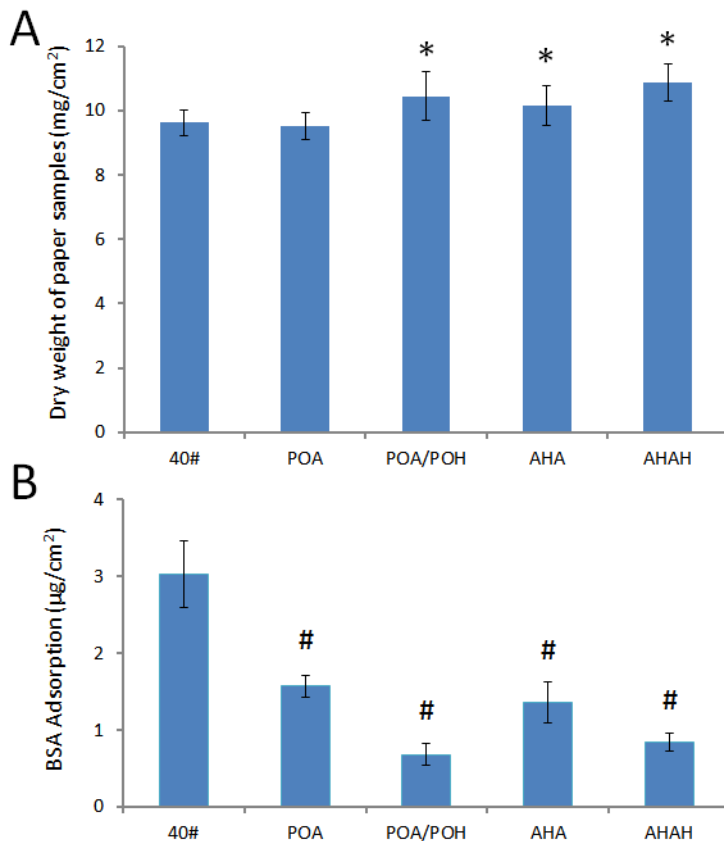 A
Dry weight of paper samples (mg/cm²)
12
10
8
6
4
2
0
*
*
*
40#
POA
POA/POH
AHA
AHAH
B
BSA Adsorption (µg/cm²)
4
3
2
1
0
#
#
#
#
40#
POA
POA/POH
AHA
AHAH